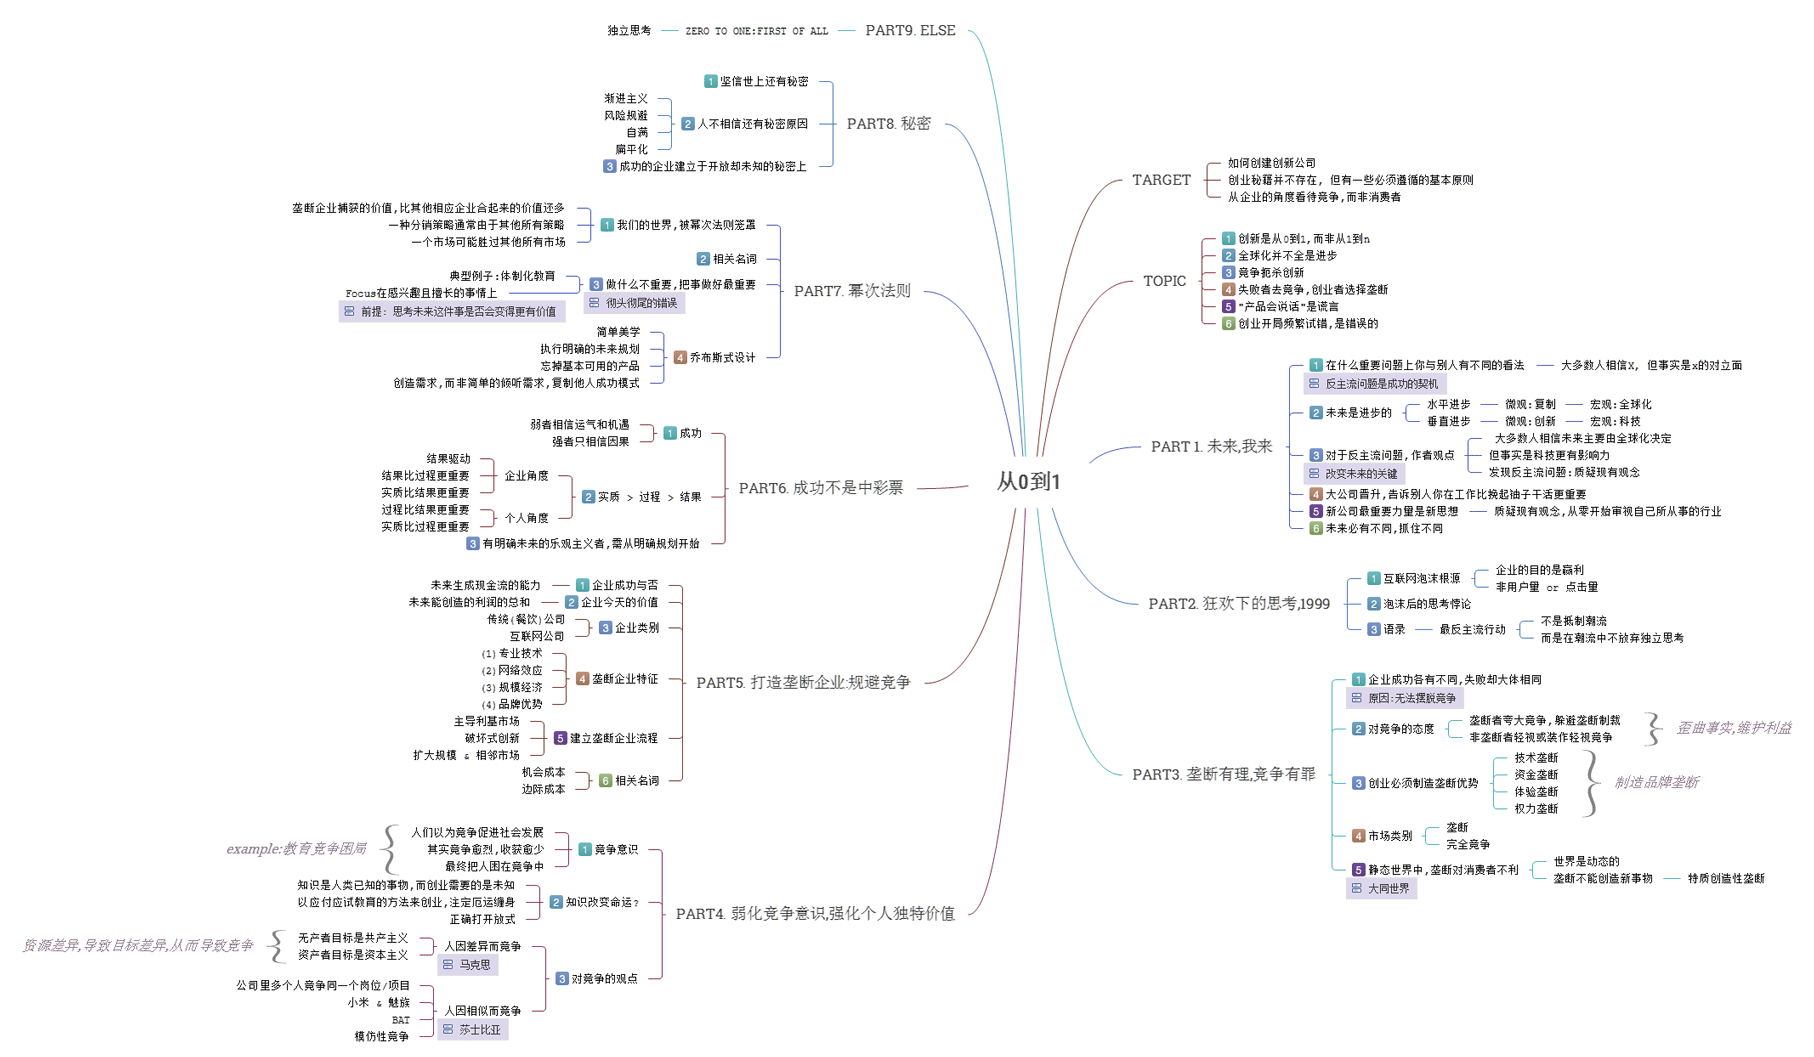 从0到1
TARGET
如何创建创新公司
创业秘籍并不存在, 但有一些必须遵循的基本原则
从企业的角度看待竞争,而非消费者
TOPIC
1 创新是从0到1,而非从1到n
2 全球化并不全是进步
3 竞争扼杀创新
4 失败者去竞争,创业者选择垄断
5 "产品会说话"是谎言
6 创业开局频繁试错,是错误的
PART 1. 未来,我来
1 在什么重要问题上你与别人有不同的看法
大多数人相信X, 但事实是x的对立面
反主流问题是成功的契机
2 未来是进步的
水平进步
微观:复制
宏观:全球化
垂直进步
微观:创新
宏观:科技
3 对于反主流问题,作者观点
改变未来的关键
大多数人相信未来主要由全球化决定
但事实是科技更有影响力
发现反主流问题:质疑现有观念
4 大公司晋升,告诉别人你在工作比挽起袖子干活更重要
5 新公司最重要力量是新思想
质疑现有观念,从零开始审视自己所从事的行业
6 未来必有不同,抓住不同
PART2. 狂欢下的思考,1999
1 互联网泡沫根源
企业的目的是赢利
非用户量 or 点击量
2 泡沫后的思考悖论
3 语录
最反主流行动
不是抵制潮流
而是在潮流中不放弃独立思考
PART3. 垄断有理,竞争有罪
1 企业成功各有不同,失败却大体相同
原因:无法摆脱竞争
2 对竞争的态度
垄断者夸大竞争,躲避垄断制裁
非垄断者轻视或装作轻视竞争
歪曲事实,维护利益
3 创业必须制造垄断优势
技术垄断
资金垄断
体验垄断
权力垄断
制造品牌垄断
4 市场类别
垄断
完全竞争
5 静态世界中,垄断对消费者不利
大同世界
世界是动态的
垄断不能创造新事物
特质创造性垄断
PART4. 弱化竞争意识,强化个人独特价值
1 竞争意识
人们以为竞争促进社会发展
其实竞争愈烈,收获愈少
最终把人困在竞争中
example:教育竞争困局
2 知识改变命运?
知识是人类已知的事物,而创业需要的是未知
以应付应试教育的方法来创业,注定厄运缠身
正确打开放式
3 对竞争的观点
人因差异而竞争
马克思
无产者目标是共产主义
资产者目标是资本主义
资源差异,导致目标差异,从而导致竞争
人因相似而竞争
莎士比亚
公司里多个人竞争同一个岗位/项目
小米 & 魅族
BAT
模仿性竞争
PART5. 打造垄断企业:规避竞争
1 企业成功与否
未来生成现金流的能力
2 企业今天的价值
未来能创造的利润的总和
3 企业类别
传统(餐饮)公司
互联网公司
4 垄断企业特征
(1)专业技术
(2)网络效应
(3)规模经济
(4)品牌优势
5 建立垄断企业流程
主导利基市场
破坏式创新
扩大规模 & 相邻市场
6 相关名词
机会成本
边际成本
PART6. 成功不是中彩票
1 成功
弱者相信运气和机遇
强者只相信因果
2 实质 > 过程 > 结果
企业角度
结果驱动
结果比过程更重要
实质比结果更重要
个人角度
过程比结果更重要
实质比过程更重要
3 有明确未来的乐观主义者,需从明确规划开始
PART7. 幂次法则
1 我们的世界,被幂次法则笼罩
垄断企业捕获的价值,比其他相应企业合起来的价值还多
一种分销策略通常由于其他所有策略
一个市场可能胜过其他所有市场
2 相关名词
3 做什么不重要,把事做好最重要
彻头彻尾的错误
典型例子:体制化教育
Focus在感兴趣且擅长的事情上
前提: 思考未来这件事是否会变得更有价值
4 乔布斯式设计
简单美学
执行明确的未来规划
忘掉基本可用的产品
创造需求,而非简单的倾听需求,复制他人成功模式
PART8. 秘密
1 坚信世上还有秘密
2 人不相信还有秘密原因
渐进主义
风险规避
自满
扁平化
3 成功的企业建立于开放却未知的秘密上
PART9. ELSE
ZERO TO ONE:FIRST OF ALL
独立思考